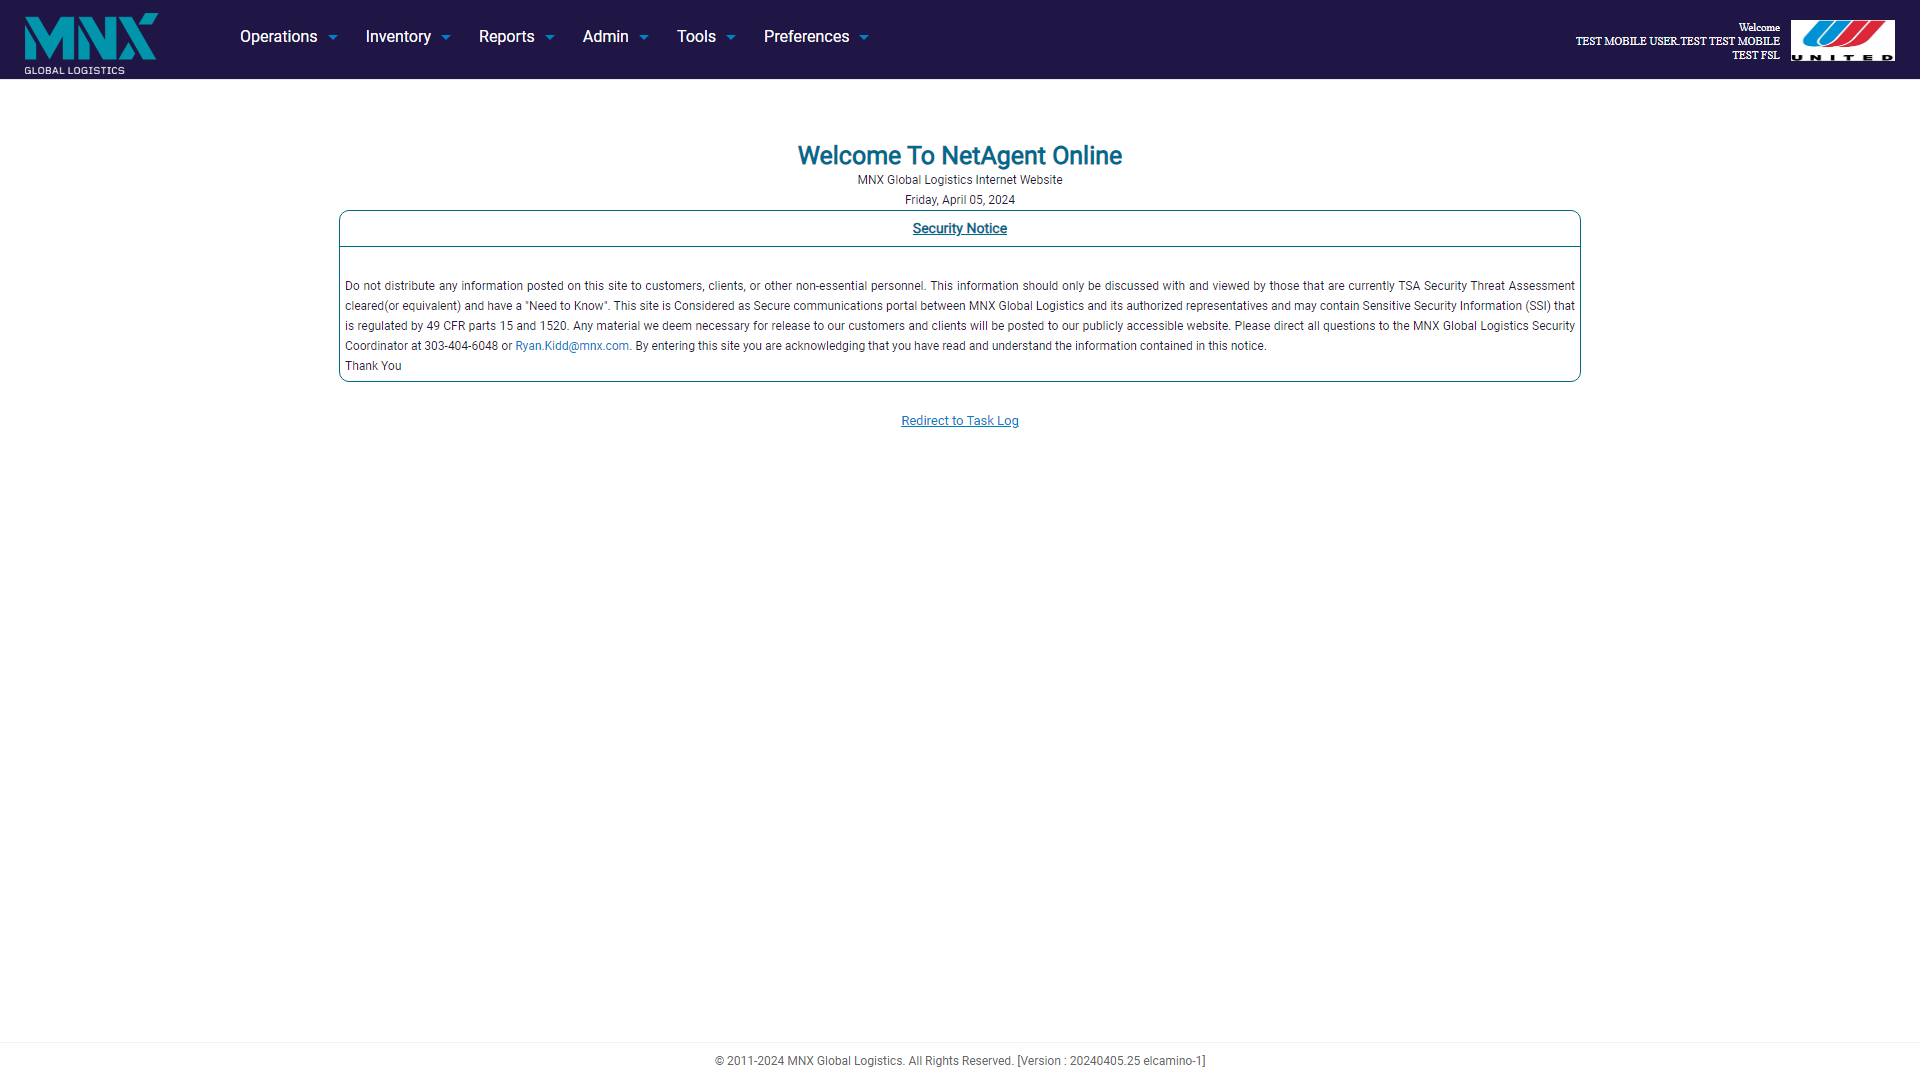 MNX
GLOBAL LOGISTICS
Operations Inventory Reports Admin Tools Preferences
Welcome
TEST MOBILE USER.TEST TEST MOBILE
TEST FSL
UNITED
Welcome To NetAgent Online
MNX Global Logistics Internet Website
Friday, April 05, 2024
Security Notice
Do not distribute any information posted on this site to customers, clients, or other non-essential personnel. This information should only be discussed with and viewed by those that are currently TSA Security Threat Assessment
cleared(or equivalent) and have a "Need to Know". This site is Considered as Secure communications portal between MNX Global Logistics and its authorized representatives and may contain Sensitive Security Information (SSI) that
is regulated by 49 CFR parts 15 and 1520. Any material we deem necessary for release to our customers and clients will be posted to our publicly accessible website. Please direct all questions to the MNX Global Logistics Security
Coordinator at 303-404-6048 or Ryan.Kidd@mnx.com. By entering this site you are acknowledging that you have read and understand the information contained in this notice.
Thank You
Redirect to Task Log
© 2011-2024 MNX Global Logistics. All Rights Reserved. [Version : 20240405.25 elcamino-1]